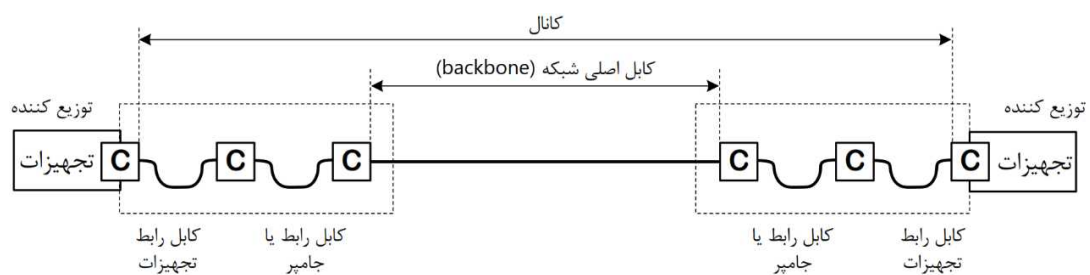 کانال
کابل اصلی شبکه (backbone)
توزیع کننده
توزیع کننده
تجهیزات
C
C
C
C
C
C
تجهیزات
کابل رابط
تجهیزات
کابل رابط یا
جامپر
کابل رابط یا
جامپر
کابل رابط
تجهیزات